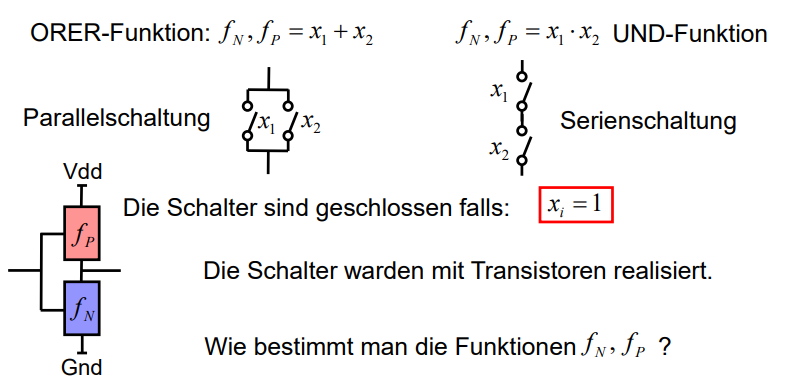 ORER-Funktion: f_N, f_P = x_1 + x_2
f_N, f_P = x_1 · x_2 UND-Funktion
Parallelschaltung
x_1
x_2
x_1
x_2
Serienschaltung
Vdd
f_P
f_N
Gnd
Die Schalter sind geschlossen falls: x_i = 1
Die Schalter warden mit Transistoren realisiert.
Wie bestimmt man die Funktionen f_N, f_P ?